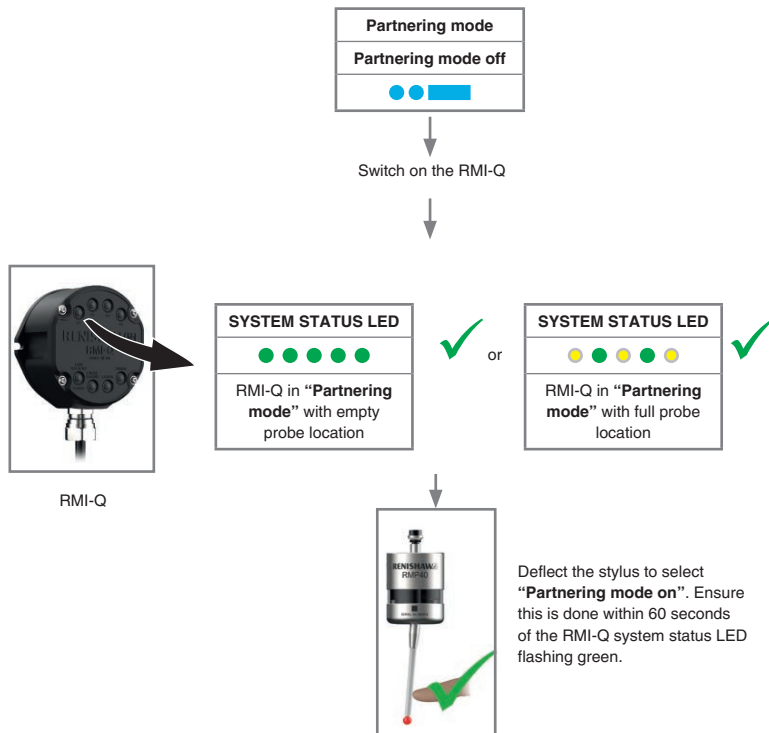 Partnering mode
Partnering mode off
Switch on the RMI-Q
RENISHAW
RMI-Q
SYSTEM STATUS LED
RMI-Q in “Partnering
mode” with empty
probe location
or
SYSTEM STATUS LED
RMI-Q in “Partnering
mode” with full probe
location
RMI-Q
RENISHAW
RMP40
Deflect the stylus to select
“Partnering mode on”. Ensure
this is done within 60 seconds
of the RMI-Q system status LED
flashing green.